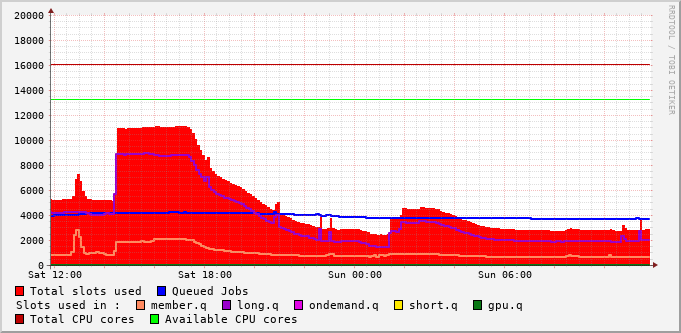 20000
18000
16000
14000
12000
10000
8000
6000
4000
2000
0
Sat 12:00 Sat 18:00 Sun 00:00 Sun 06:00
RRDTOOL / TOBI OETIKER
Total slots used Queued Jobs
Slots used in : member.q long.q ondemand.q short.q gpu.q
Total CPU cores Available CPU cores